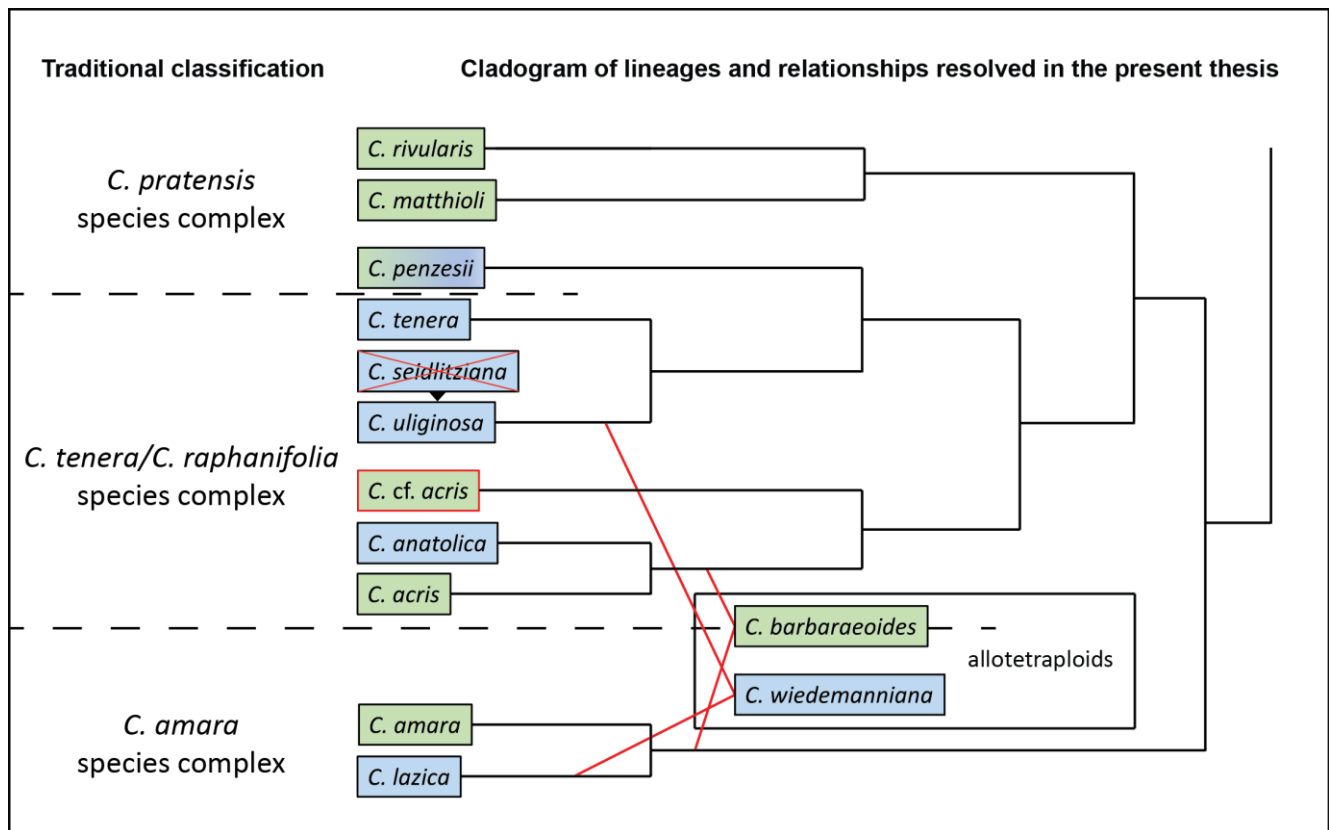 Traditional classification
Cladogram of lineages and relationships resolved in the present thesis
C. pratensis
species complex
C. rivularis
C. matthioli
C. penzesii
C. tenera/C. raphanifolia
species complex
C. tenera
C. seidlitziana
C. uliginosa
C. cf. acris
C. anatolica
C. acris
C. barbaraeoides
allotetraploids
C. wiedemanniana
C. amara
species complex
C. amara
C. lazica